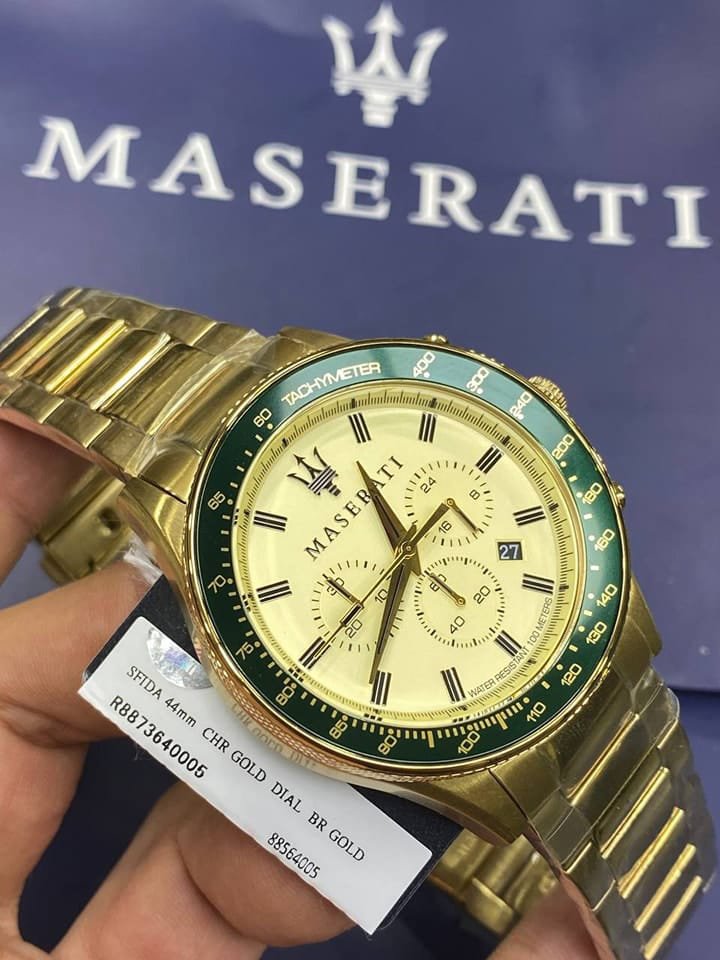 MASERATI
TACHYMETER 400 300 240 200 180 160 140 130 120 110 100 90 85 80 75 70 65 60
MASERATI
24 8 16
27
30 10 20
60 20 40
WATER RESISTANT 100 METERS
SFIDA 44mm CHR GOLD DIAL BR GOLD
R8873640005
88564005